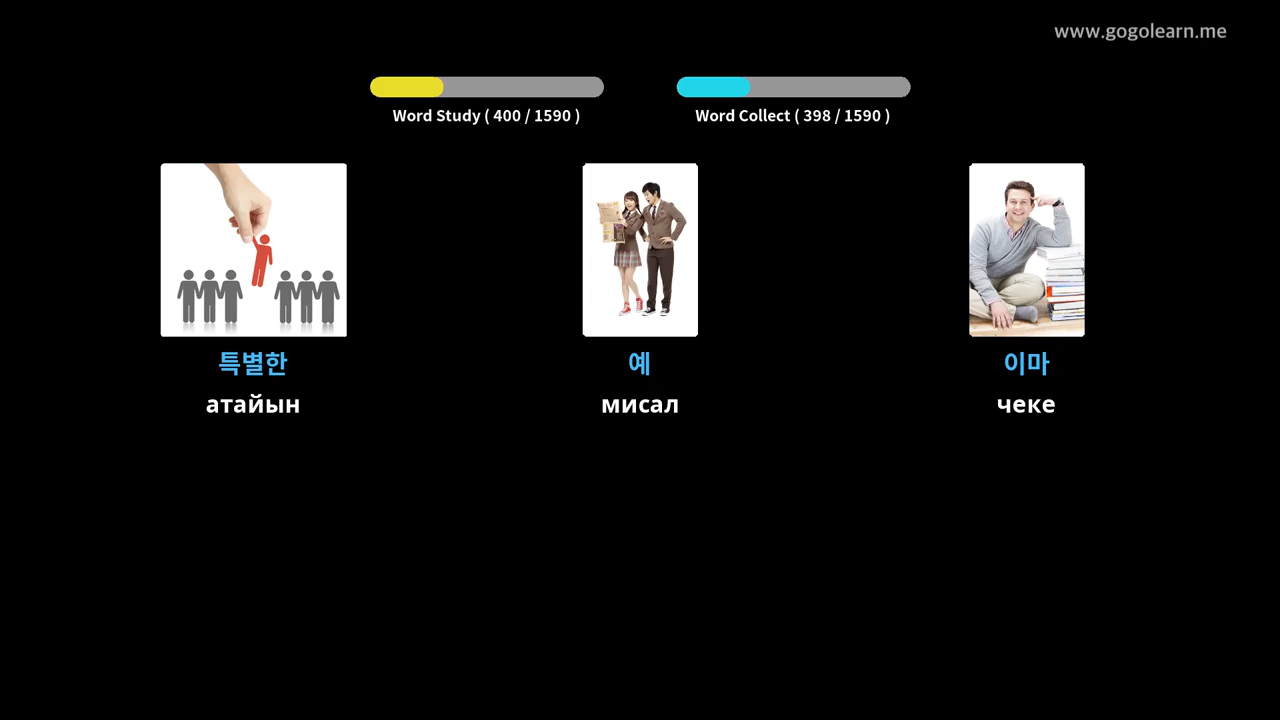 www.gogolearn.me
Word Study ( 400 / 1590 )
Word Collect ( 398 / 1590 )
특별한
예
이마
атайын
мисал
чеке